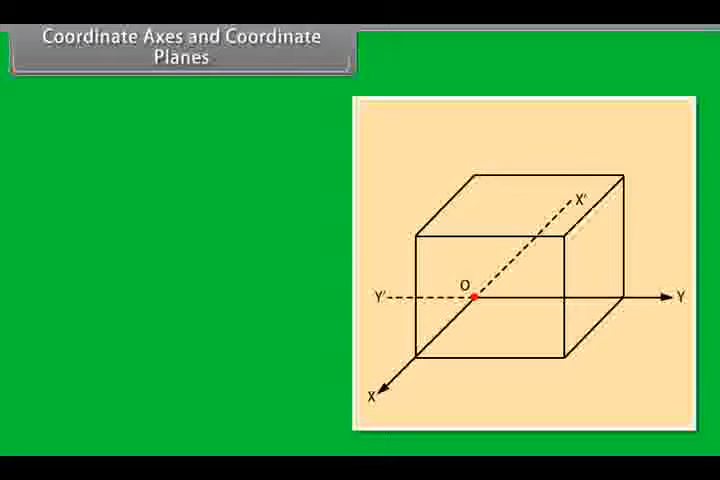 Coordinate Axes and Coordinate
Planes
X'
O
Y'
Y
X